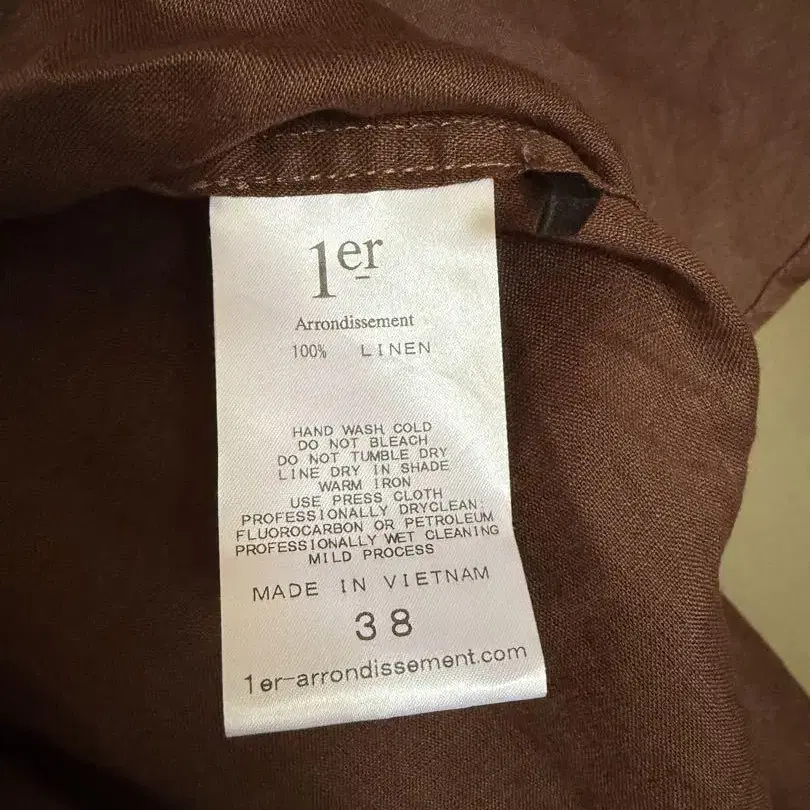 1er
Arrondissement
100% LINEN
HAND WASH COLD
DO NOT BLEACH
DO NOT TUMBLE DRY
LINE DRY IN SHADE
WARM IRON
USE PRESS CLOTH
PROFESSIONALLY DRYCLEAN:
FLUOROCARBON OR PETROLEUM
PROFESSIONALLY WET CLEANING
MILD PROCESS
MADE IN VIETNAM
38
1er-arrondissement.com